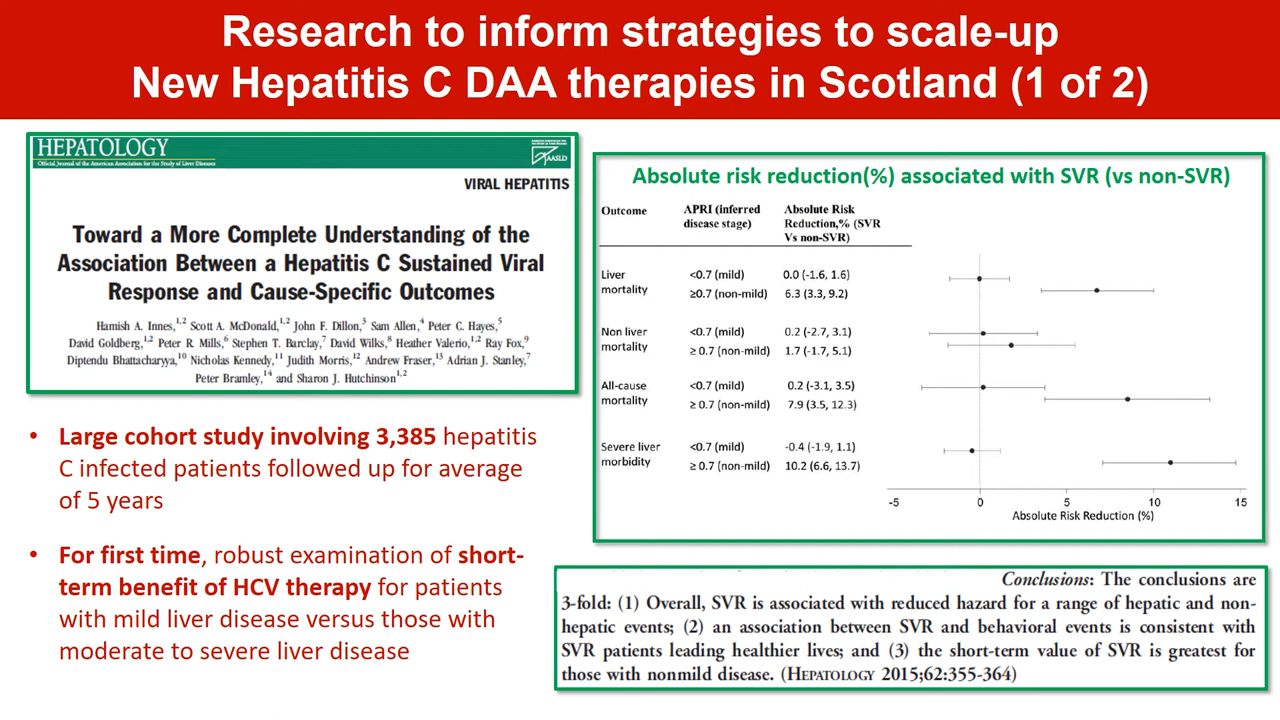 Research to inform strategies to scale-up
New Hepatitis C DAA therapies in Scotland (1 of 2)
HEPATOLOGY
Official Journal of the American Association for the Study of Liver Diseases
AASLD
VIRAL HEPATITIS
Toward a More Complete Understanding of the
Association Between a Hepatitis C Sustained Viral
Response and Cause-Specific Outcomes
Hamish A. Innes,1,2 Scott A. McDonald,1,2 John F. Dillon,3 Sam Allen,4 Peter C. Hayes,5
David Goldberg,1,2 Peter R. Mills,6 Stephen T. Barclay,7 David Wilks,8 Heather Valerio,1,2 Ray Fox,9
Diptendu Bhattacharyya,10 Nicholas Kennedy,11 Judith Morris,12 Andrew Fraser,13 Adrian J. Stanley,7
Peter Bramley,14 and Sharon J. Hutchinson1,2
• Large cohort study involving 3,385 hepatitis
C infected patients followed up for average
of 5 years
• For first time, robust examination of short-
term benefit of HCV therapy for patients
with mild liver disease versus those with
moderate to severe liver disease
Absolute risk reduction(%) associated with SVR (vs non-SVR)
Outcome APRI (inferred Absolute Risk
disease stage) Reduction,% (SVR
Vs non-SVR)
Liver <0.7 (mild) 0.0 (-1.6, 1.6)
mortality ≥0.7 (non-mild) 6.3 (3.3, 9.2)
Non liver <0.7 (mild) 0.2 (-2.7, 3.1)
mortality ≥ 0.7 (non-mild) 1.7 (-1.7, 5.1)
All-cause <0.7 (mild) 0.2 (-3.1, 3.5)
mortality ≥ 0.7 (non-mild) 7.9 (3.5, 12.3)
Severe liver <0.7 (mild) -0.4 (-1.9, 1.1)
morbidity ≥ 0.7 (non-mild) 10.2 (6.6, 13.7)
-5 0 5 10 15
Absolute Risk Reduction (%)
Conclusions: The conclusions are
3-fold: (1) Overall, SVR is associated with reduced hazard for a range of hepatic and non-
hepatic events; (2) an association between SVR and behavioral events is consistent with
SVR patients leading healthier lives; and (3) the short-term value of SVR is greatest for
those with nonmild disease. (HEPATOLOGY 2015;62:355-364)